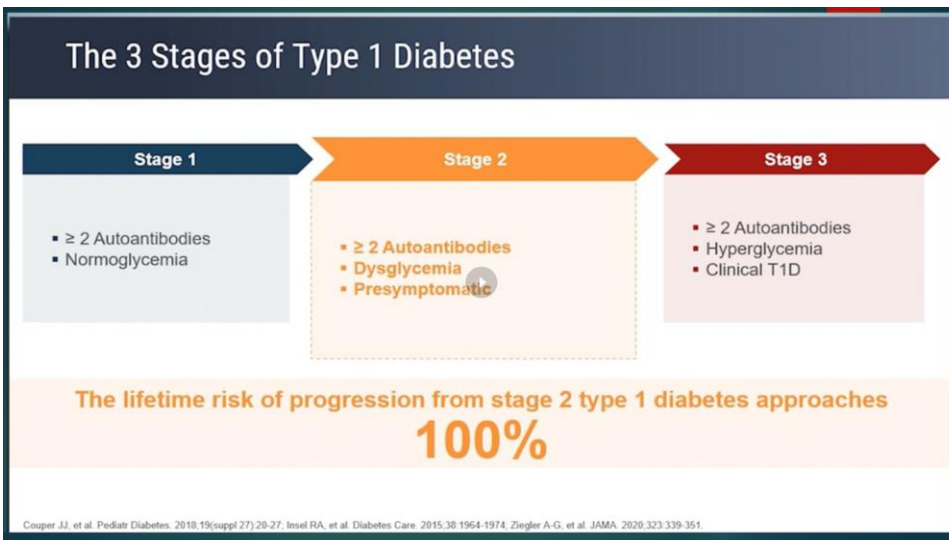 The 3 Stages of Type 1 Diabetes
Stage 1
▪ ≥ 2 Autoantibodies
▪ Normoglycemia
Stage 2
▪ ≥ 2 Autoantibodies
▪ Dysglycemia
▪ Presymptomatic
Stage 3
▪ ≥ 2 Autoantibodies
▪ Hyperglycemia
▪ Clinical T1D
The lifetime risk of progression from stage 2 type 1 diabetes approaches
100%
Couper JJ, et al. Pediatr Diabetes. 2018;19(suppl 27):20-27; Insel RA, et al. Diabetes Care. 2015;38:1964-1974; Ziegler A-G, et al. JAMA. 2020;323:339-351.